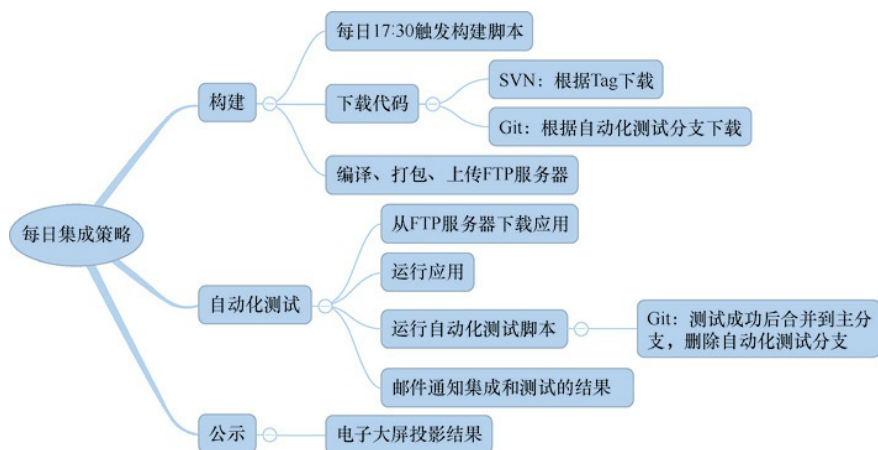 每日集成策略
构建
每日17:30触发构建脚本
下载代码
SVN：根据Tag下载
Git：根据自动化测试分支下载
编译、打包、上传FTP服务器
自动化测试
从FTP服务器下载应用
运行应用
运行自动化测试脚本
Git：测试成功后合并到主分
支，删除自动化测试分支
邮件通知集成和测试的结果
公示
电子大屏投影结果